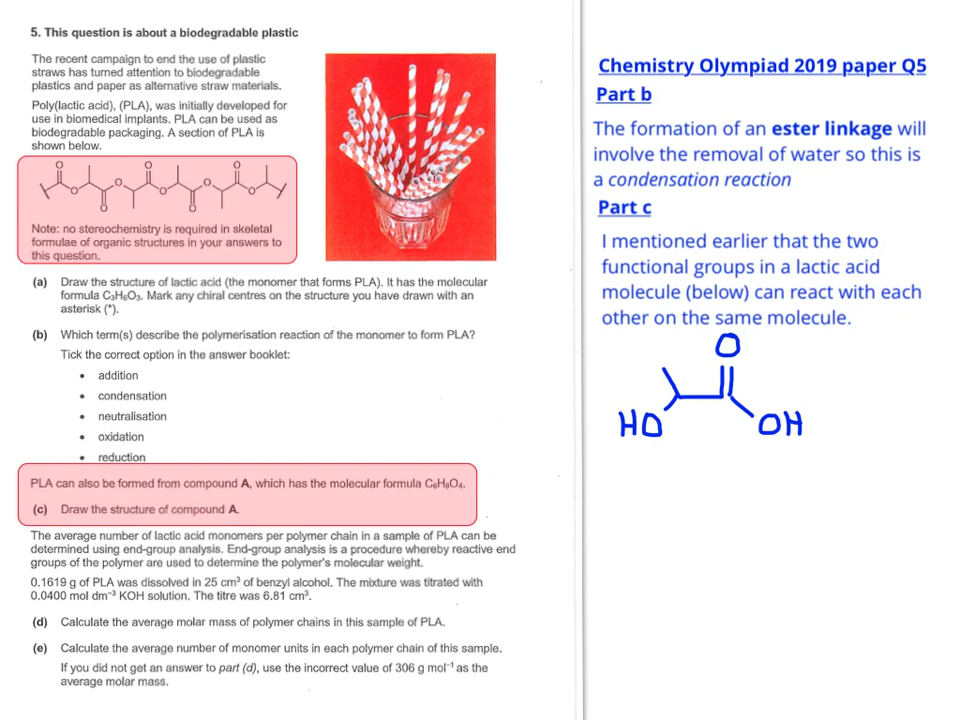 5. This question is about a biodegradable plastic
The recent campaign to end the use of plastic
straws has turned attention to biodegradable
plastics and paper as alternative straw materials.
Poly(lactic acid), (PLA), was initially developed for
use in biomedical implants. PLA can be used as
biodegradable packaging. A section of PLA is
shown below.
O O O
O O O O O
O O
Note: no stereochemistry is required in skeletal
formulae of organic structures in your answers to
this question.
(a) Draw the structure of lactic acid (the monomer that forms PLA). It has the molecular
formula C₃H₆O₃. Mark any chiral centres on the structure you have drawn with an
asterisk (*).
(b) Which term(s) describe the polymerisation reaction of the monomer to form PLA?
Tick the correct option in the answer booklet:
• addition
• condensation
• neutralisation
• oxidation
• reduction
PLA can also be formed from compound A, which has the molecular formula C₆H₈O₄.
(c) Draw the structure of compound A.
The average number of lactic acid monomers per polymer chain in a sample of PLA can be
determined using end-group analysis. End-group analysis is a procedure whereby reactive end
groups of the polymer are used to determine the polymer's molecular weight.
0.1619 g of PLA was dissolved in 25 cm³ of benzyl alcohol. The mixture was titrated with
0.0400 mol dm⁻³ KOH solution. The titre was 6.81 cm³.
(d) Calculate the average molar mass of polymer chains in this sample of PLA.
(e) Calculate the average number of monomer units in each polymer chain of this sample.
If you did not get an answer to part (d), use the incorrect value of 306 g mol⁻¹ as the
average molar mass.
Chemistry Olympiad 2019 paper Q5
Part b
The formation of an ester linkage will
involve the removal of water so this is
a condensation reaction
Part c
I mentioned earlier that the two
functional groups in a lactic acid
molecule (below) can react with each
other on the same molecule.
O
HO OH